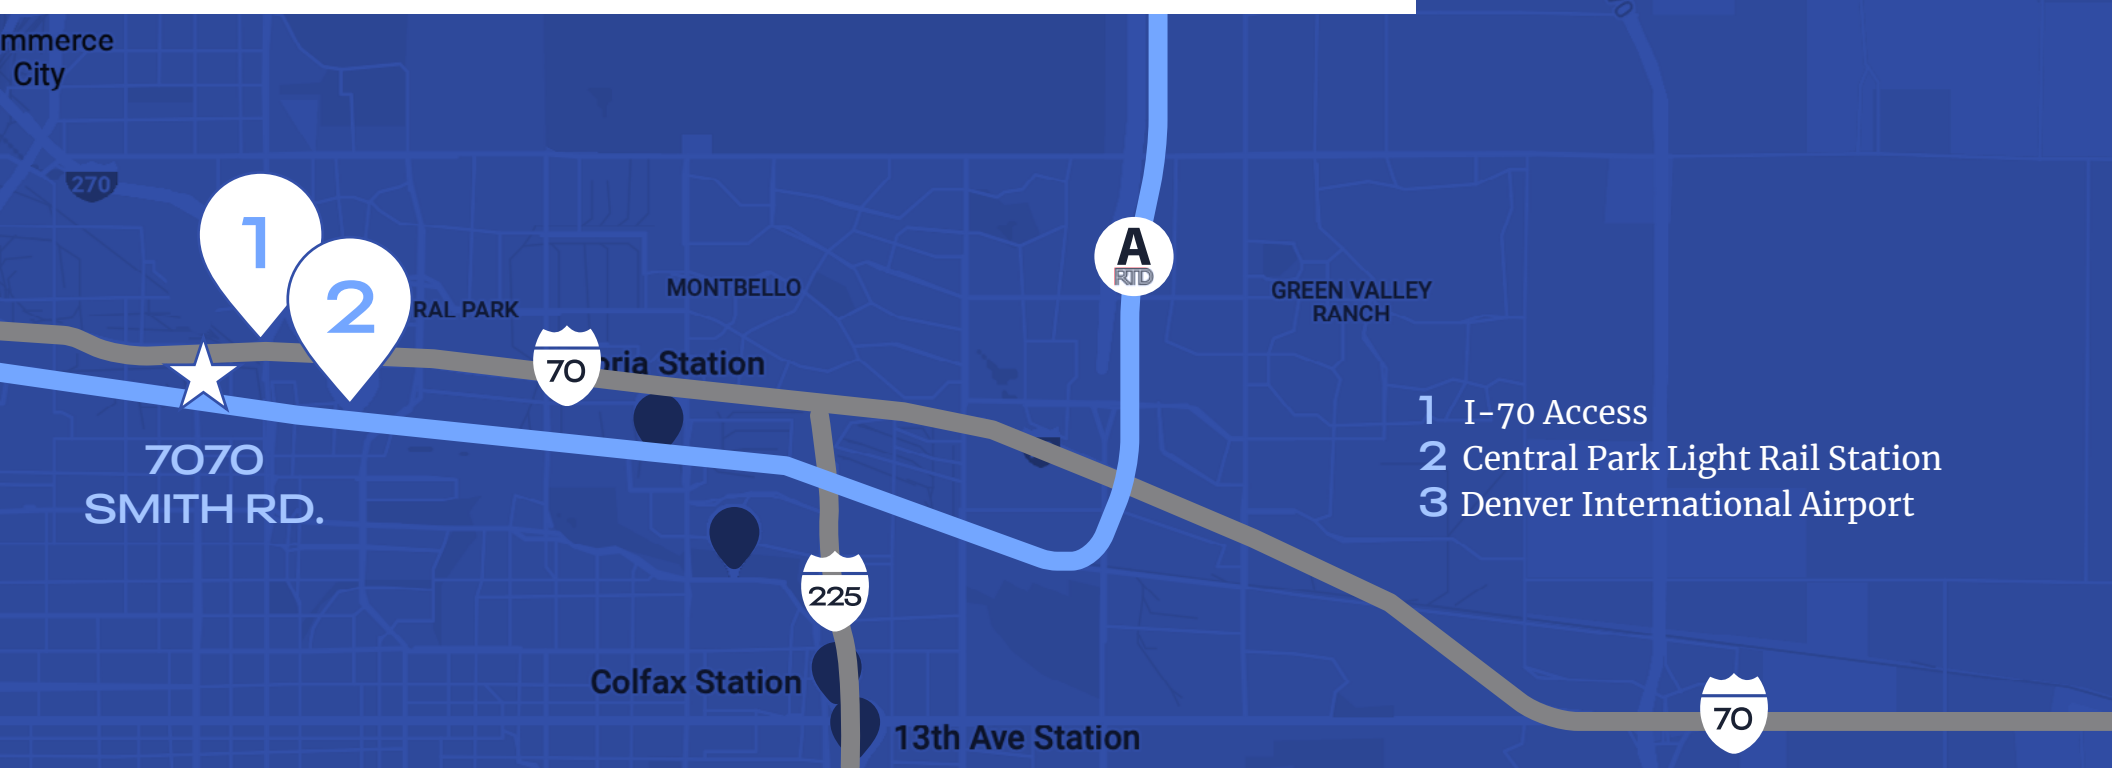 mmerce
City
270
1
2
RAL PARK
MONTBELLO
A
RTD
GREEN VALLEY
RANCH
70
oria Station
7070
SMITH RD.
1 I-70 Access
2 Central Park Light Rail Station
3 Denver International Airport
225
Colfax Station
13th Ave Station
70